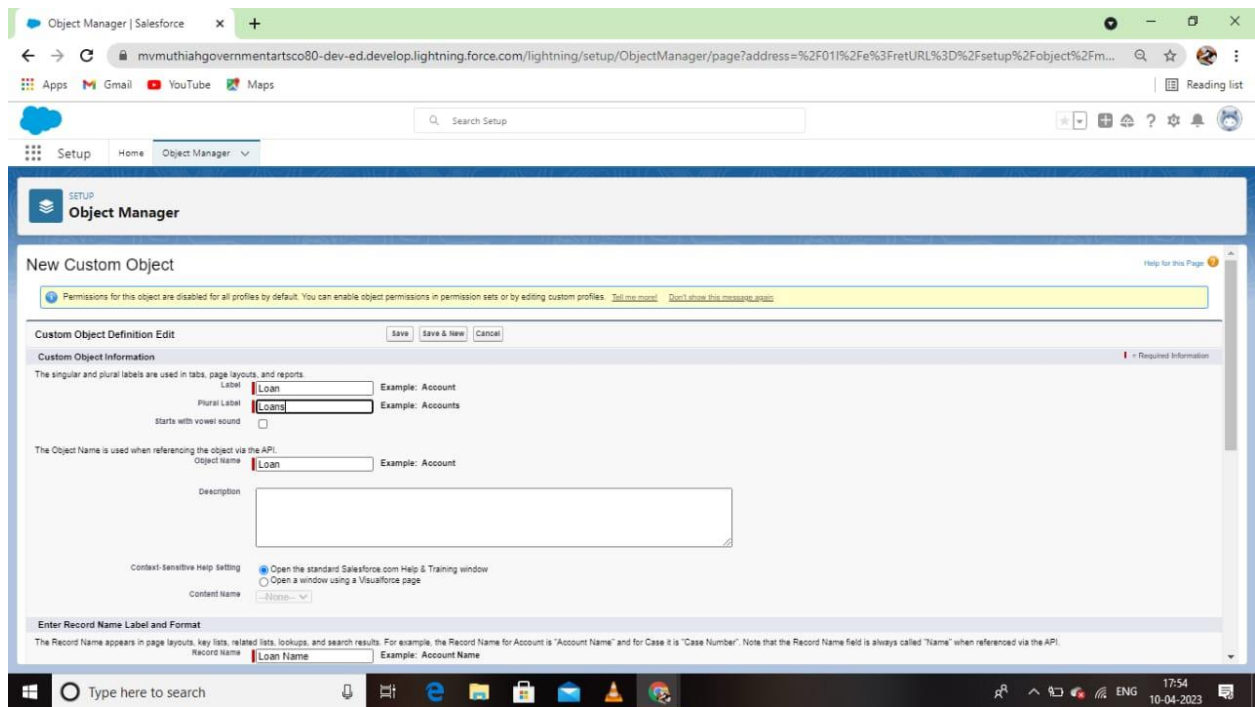 Object Manager | Salesforce
mvmuthiahgovernmentartsco80-dev-ed.develop.lightning.force.com/lightning/setup/ObjectManager/page?address=%2F01I%2Fe%3FretURL%3D%2Fsetup%2Fobject%2Fm...
Apps Gmail YouTube Maps Reading list
Search Setup
Setup Home Object Manager
SETUP
Object Manager
New Custom Object Help for this Page
Permissions for this object are disabled for all profiles by default. You can enable object permissions in permission sets or by editing custom profiles. Tell me more! Don't show this message again
Custom Object Definition Edit Save Save & New Cancel
Custom Object Information = Required Information
The singular and plural labels are used in tabs, page layouts, and reports.
Label Loan Example: Account
Plural Label Loans Example: Accounts
Starts with vowel sound
The Object Name is used when referencing the object via the API.
Object Name Loan Example: Account
Description
Context-Sensitive Help Setting Open the standard Salesforce.com Help & Training window
Open a window using a Visualforce page
Content Name --None--
Enter Record Name Label and Format
The Record Name appears in page layouts, key lists, related lists, lookups, and search results. For example, the Record Name for Account is "Account Name" and for Case it is "Case Number". Note that the Record Name field is always called "Name" when referenced via the API.
Record Name Loan Name Example: Account Name
Type here to search ENG 17:54
10-04-2023